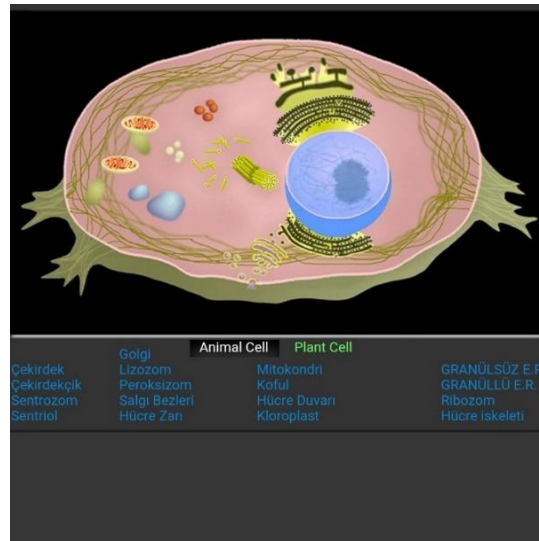 Animal Cell Plant Cell
Golgi
Çekirdek Lizozom Mitokondri GRANÜLSÜZ E.R
Çekirdekçik Peroksizom Koful GRANÜLLÜ E.R.
Sentrozom Salgı Bezleri Hücre Duvarı Ribozom
Sentriol Hücre Zarı Kloroplast Hücre iskeleti